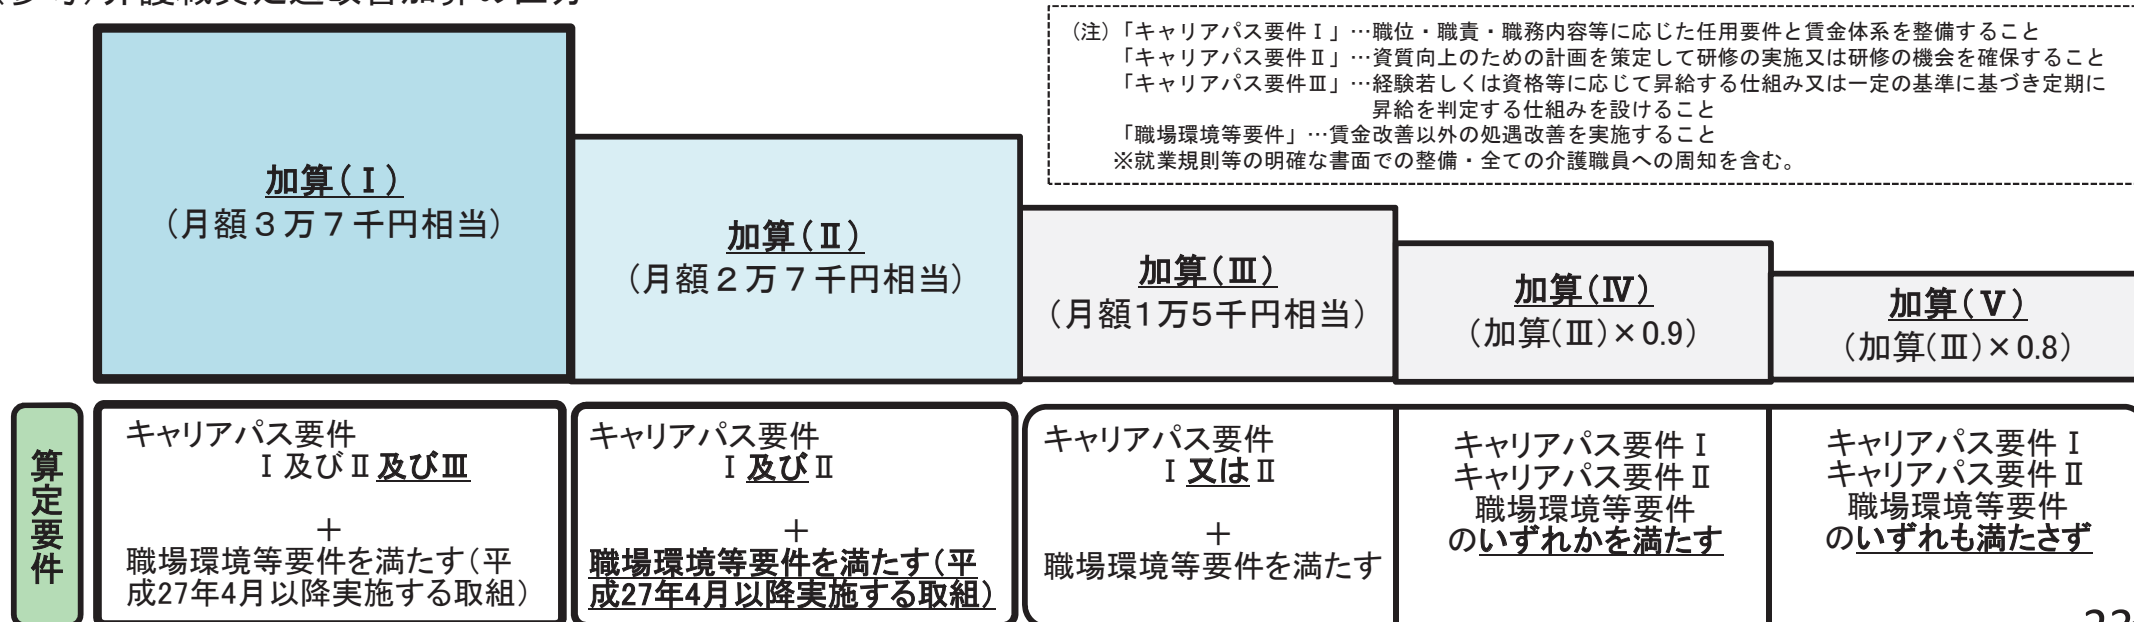 (注)「キャリアパス要件Ⅰ」…職位・職責・職務内容等に応じた任用要件と賃金体系を整備すること
「キャリアパス要件Ⅱ」…資質向上のための計画を策定して研修の実施又は研修の機会を確保すること
「キャリアパス要件Ⅲ」…経験若しくは資格等に応じて昇給する仕組み又は一定の基準に基づき定期に
昇給を判定する仕組みを設けること
「職場環境等要件」…賃金改善以外の処遇改善を実施すること
※就業規則等の明確な書面での整備・全ての介護職員への周知を含む。
加算(Ⅰ)
(月額3万7千円相当)
加算(Ⅱ)
(月額2万7千円相当)
加算(Ⅲ)
(月額1万5千円相当)
加算(Ⅳ)
(加算(Ⅲ)×0.9)
加算(Ⅴ)
(加算(Ⅲ)×0.8)
算定要件
キャリアパス要件
Ⅰ及びⅡ及びⅢ
+
職場環境等要件を満たす(平
成27年4月以降実施する取組)
キャリアパス要件
Ⅰ及びⅡ
+
職場環境等要件を満たす(平
成27年4月以降実施する取組)
キャリアパス要件
Ⅰ又はⅡ
+
職場環境等要件を満たす
キャリアパス要件Ⅰ
キャリアパス要件Ⅱ
職場環境等要件
のいずれかを満たす
キャリアパス要件Ⅰ
キャリアパス要件Ⅱ
職場環境等要件
のいずれも満たさず